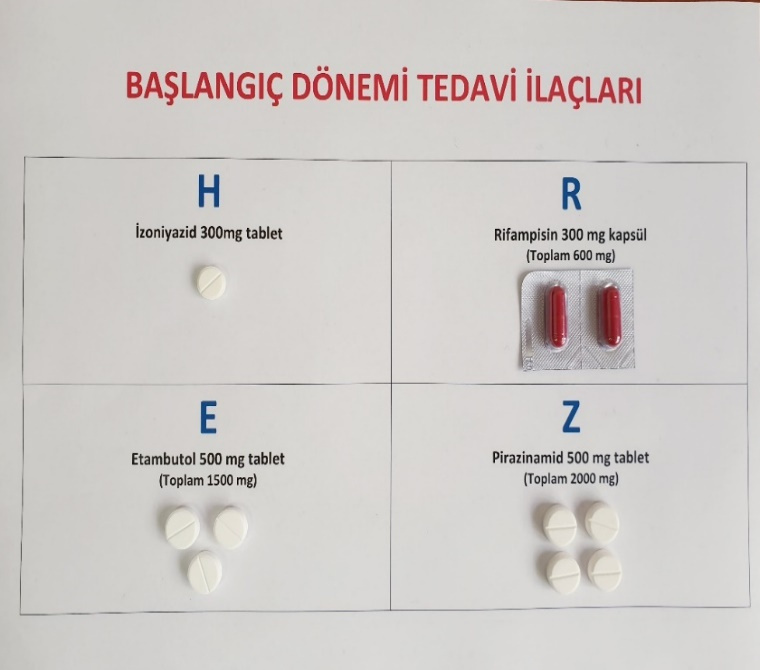 BAŞLANGIÇ DÖNEMİ TEDAVİ İLAÇLARI
H
İzoniyazid 300mg tablet
R
Rifampisin 300 mg kapsül
(Toplam 600 mg)
E
Etambutol 500 mg tablet
(Toplam 1500 mg)
Z
Pirazinamid 500 mg tablet
(Toplam 2000 mg)